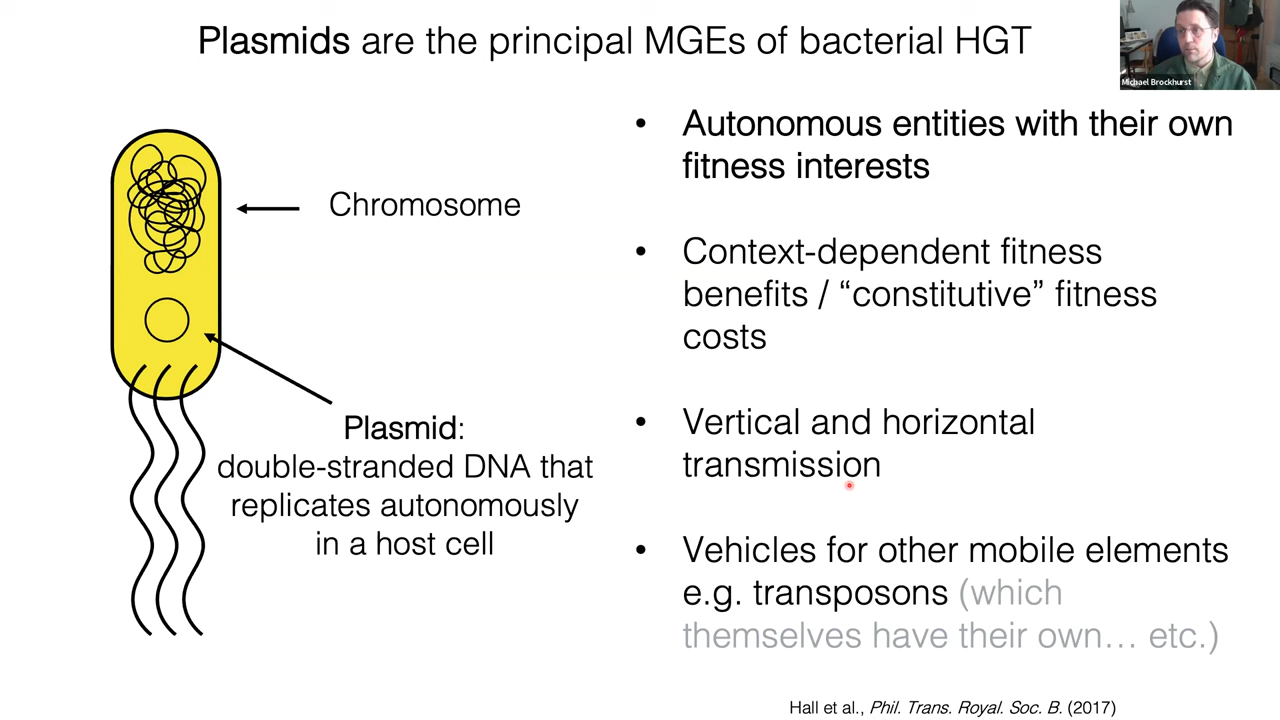 Plasmids are the principal MGEs of bacterial HGT
Michael Brockhurst
Chromosome
Plasmid:
double-stranded DNA that
replicates autonomously
in a host cell
• Autonomous entities with their own
fitness interests
• Context-dependent fitness
benefits / “constitutive” fitness
costs
• Vertical and horizontal
transmission
• Vehicles for other mobile elements
e.g. transposons (which
themselves have their own… etc.)
Hall et al., Phil. Trans. Royal. Soc. B. (2017)